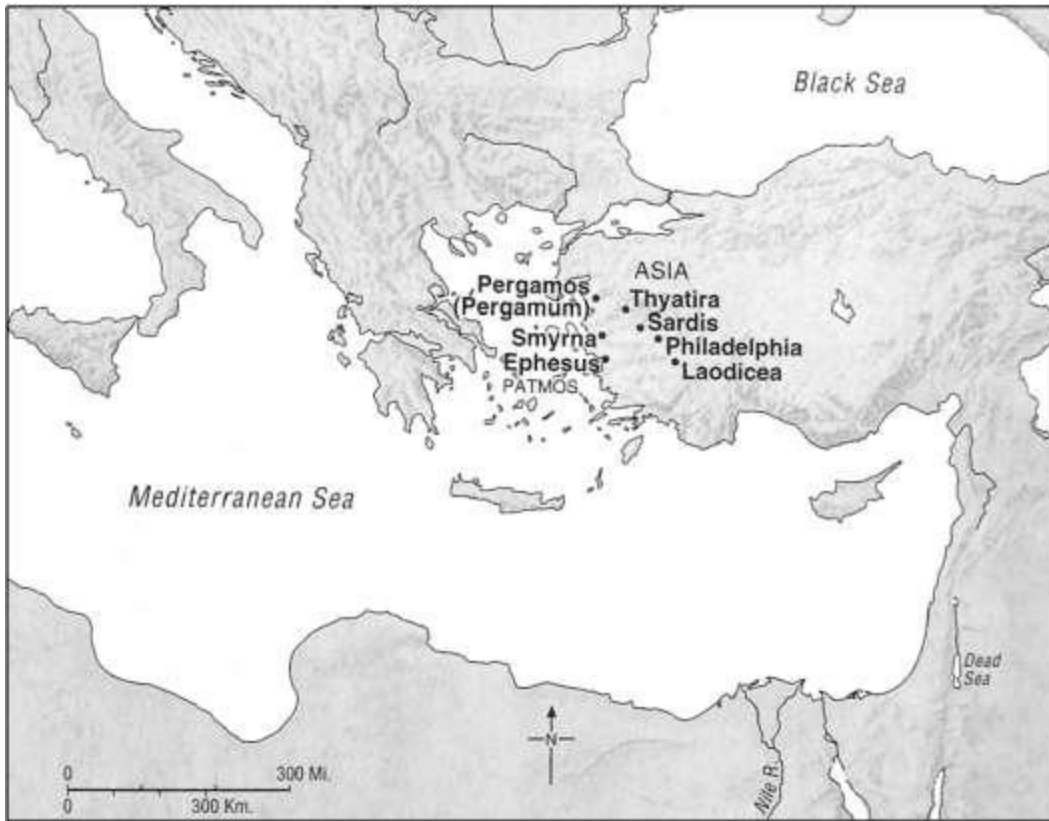 Black Sea
ASIA
Pergamos
(Pergamum)
Thyatira
Sardis
Smyrna
Philadelphia
Ephesus
Laodicea
PATMOS
Mediterranean Sea
Dead
Sea
N
0 300 Mi.
0 300 Km.
Nile R.